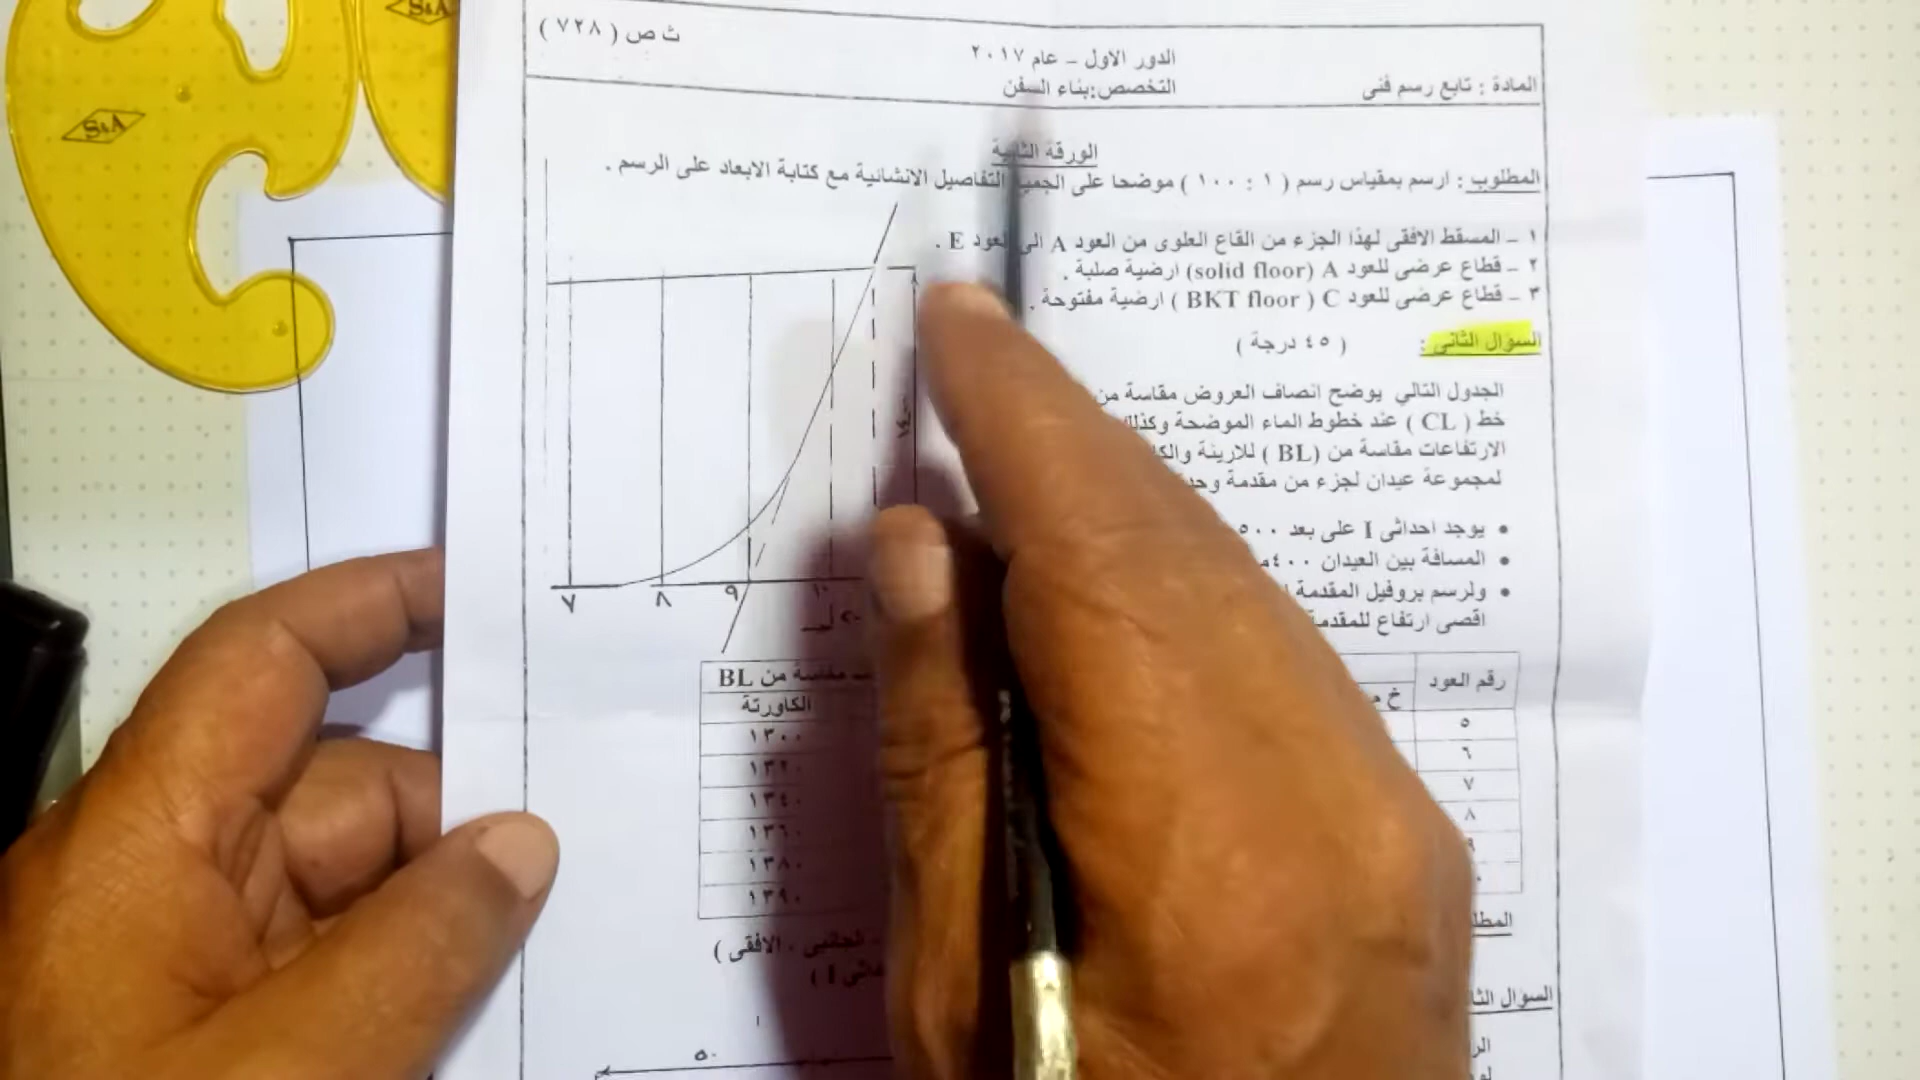 S&A
S&A
ث ص ( ٧٢٨ )
الدور الاول – عام ٢٠١٧
المادة : تابع رسم فنى
التخصص:بناء السفن
الورقة الثانية
المطلوب : ارسم بمقياس رسم ( ١ : ١٠٠ ) موضحا على الجميع التفاصيل الانشائية مع كتابة الابعاد على الرسم .
١ – المسقط الافقى لهذا الجزء من القاع العلوى من العود A الى العود E .
٢ – قطاع عرضى للعود A (solid floor) ارضية صلبة .
٣ – قطاع عرضى للعود C ( BKT floor ) ارضية مفتوحة .
السؤال الثانى :
( ٤٥ درجة )
الجدول التالي يوضح انصاف العروض مقاسة من
خط ( CL ) عند خطوط الماء الموضحة وكذلك
الارتفاعات مقاسة من (BL ) للارينة
لمجموعة عيدان لجزء من مقدمة
• يوجد احداثى I على بعد ٥٠٠
• المسافة بين العيدان ٤٠٠
• ولرسم بروفيل المقدمة
اقصى ارتفاع للمقدمة
٧
٨
٩
١٠
رقم العود
مقاسة من BL
الكاورتة
٥
١٣٠٠
٦
١٣٢٠
٧
١٣٤٠
٨
١٣٦٠
٩
١٣٨٠
١٣٩٠
الجانبى ، الافقى )
السؤال
٥٠